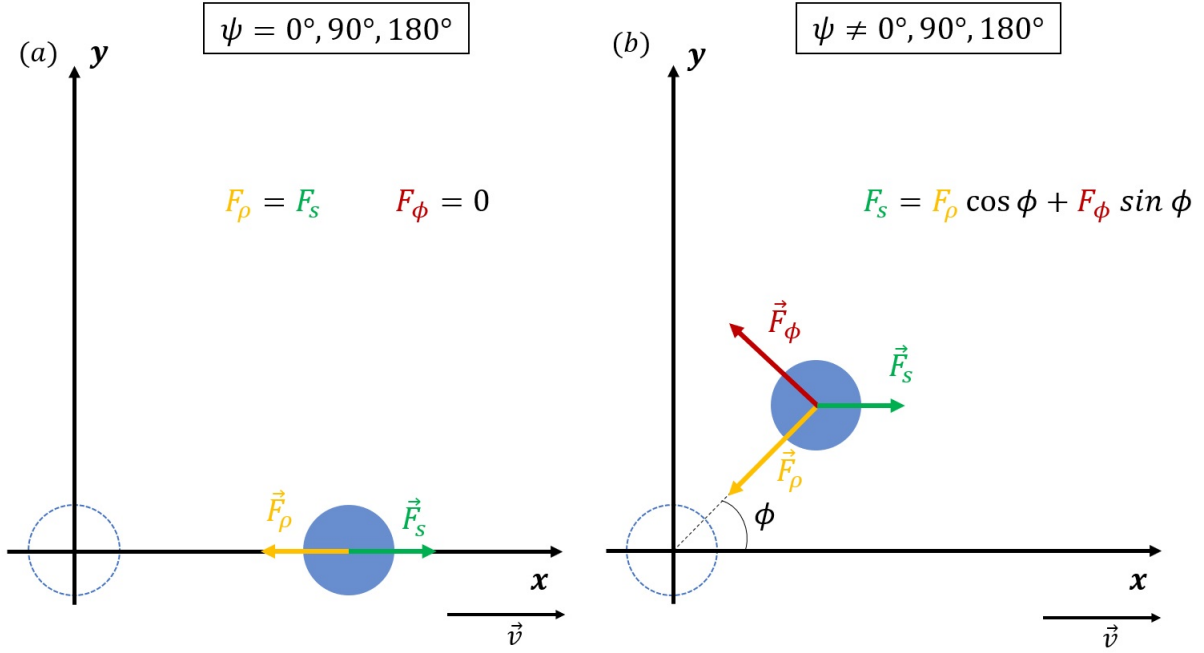 ψ = 0°, 90°, 180°
(a)
y
F_ρ = F_s
F_ϕ = 0
F⃗_ρ
F⃗_s
x
v⃗
ψ ≠ 0°, 90°, 180°
(b)
y
F_s = F_ρ cos ϕ + F_ϕ sin ϕ
F⃗_ϕ
F⃗_s
F⃗_ρ
ϕ
x
v⃗